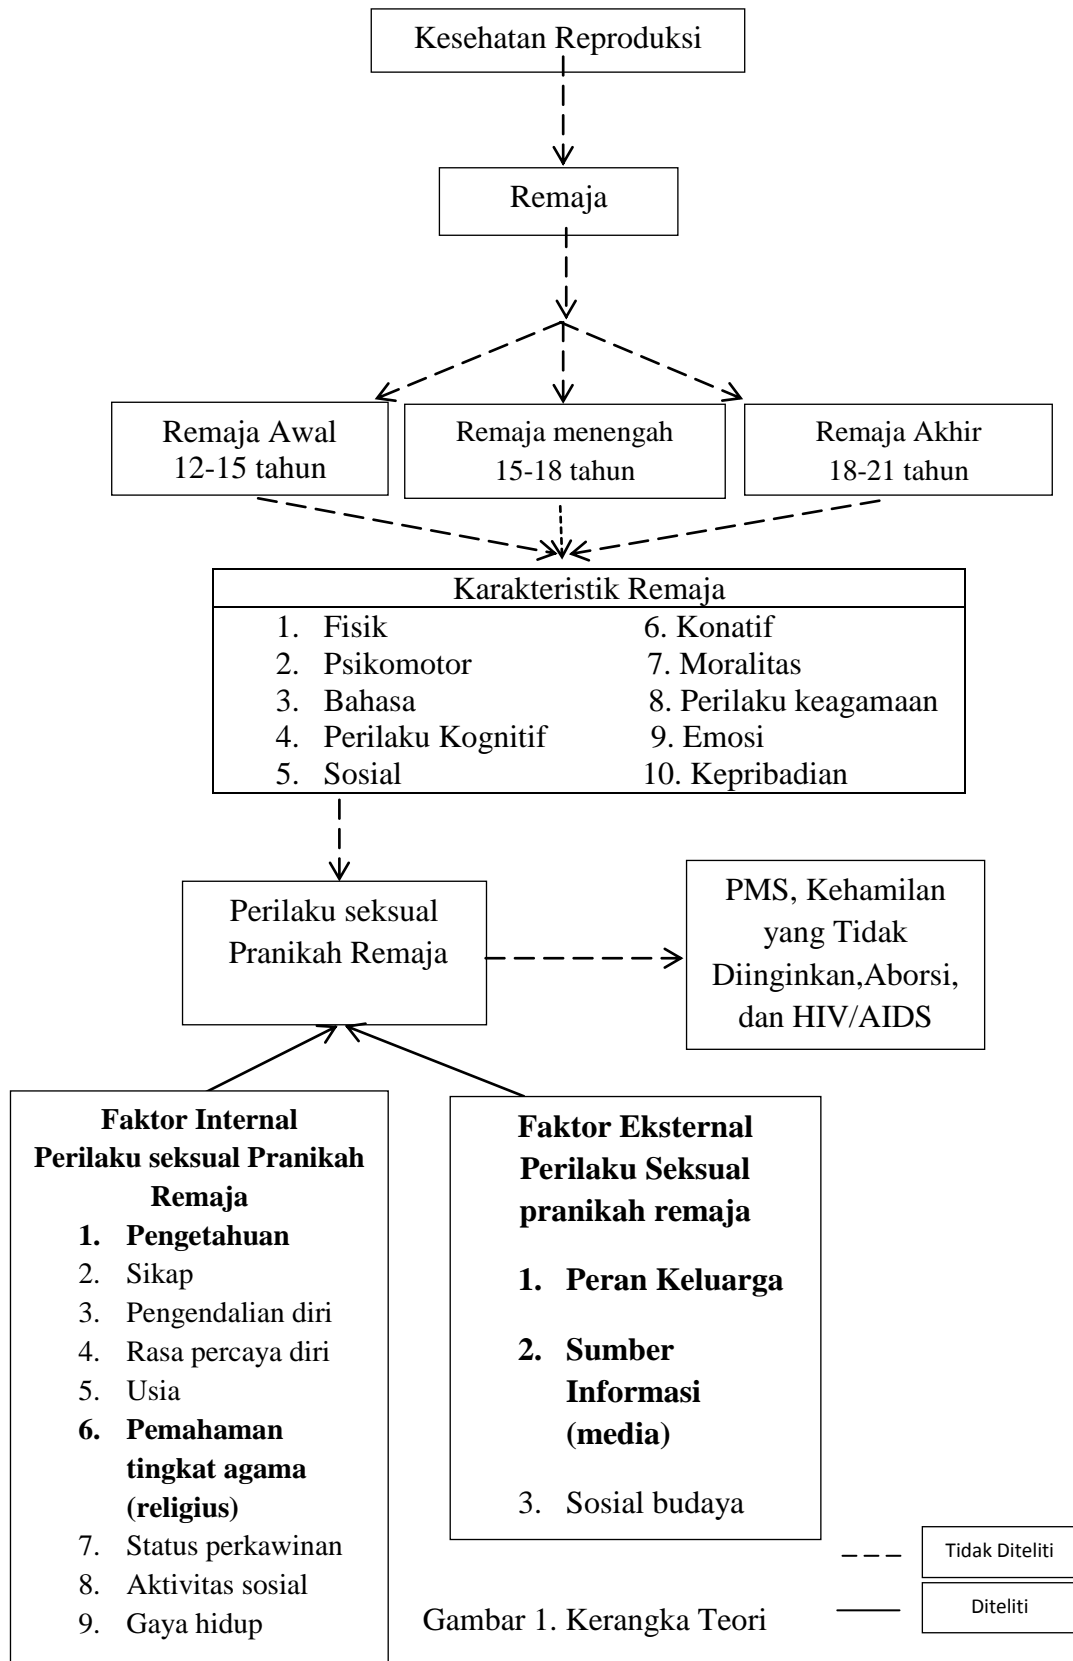 Kesehatan Reproduksi
Remaja
Remaja Awal
12-15 tahun
Remaja menengah
15-18 tahun
Remaja Akhir
18-21 tahun
Karakteristik Remaja
1. Fisik
2. Psikomotor
3. Bahasa
4. Perilaku Kognitif
5. Sosial
6. Konatif
7. Moralitas
8. Perilaku keagamaan
9. Emosi
10. Kepribadian
Perilaku seksual
Pranikah Remaja
PMS, Kehamilan
yang Tidak
Diinginkan,Aborsi,
dan HIV/AIDS
Faktor Internal
Perilaku seksual Pranikah
Remaja
1. Pengetahuan
2. Sikap
3. Pengendalian diri
4. Rasa percaya diri
5. Usia
6. Pemahaman
tingkat agama
(religius)
7. Status perkawinan
8. Aktivitas sosial
9. Gaya hidup
Faktor Eksternal
Perilaku Seksual
pranikah remaja
1. Peran Keluarga
2. Sumber
Informasi
(media)
3. Sosial budaya
Tidak Diteliti
Diteliti
Gambar 1. Kerangka Teori